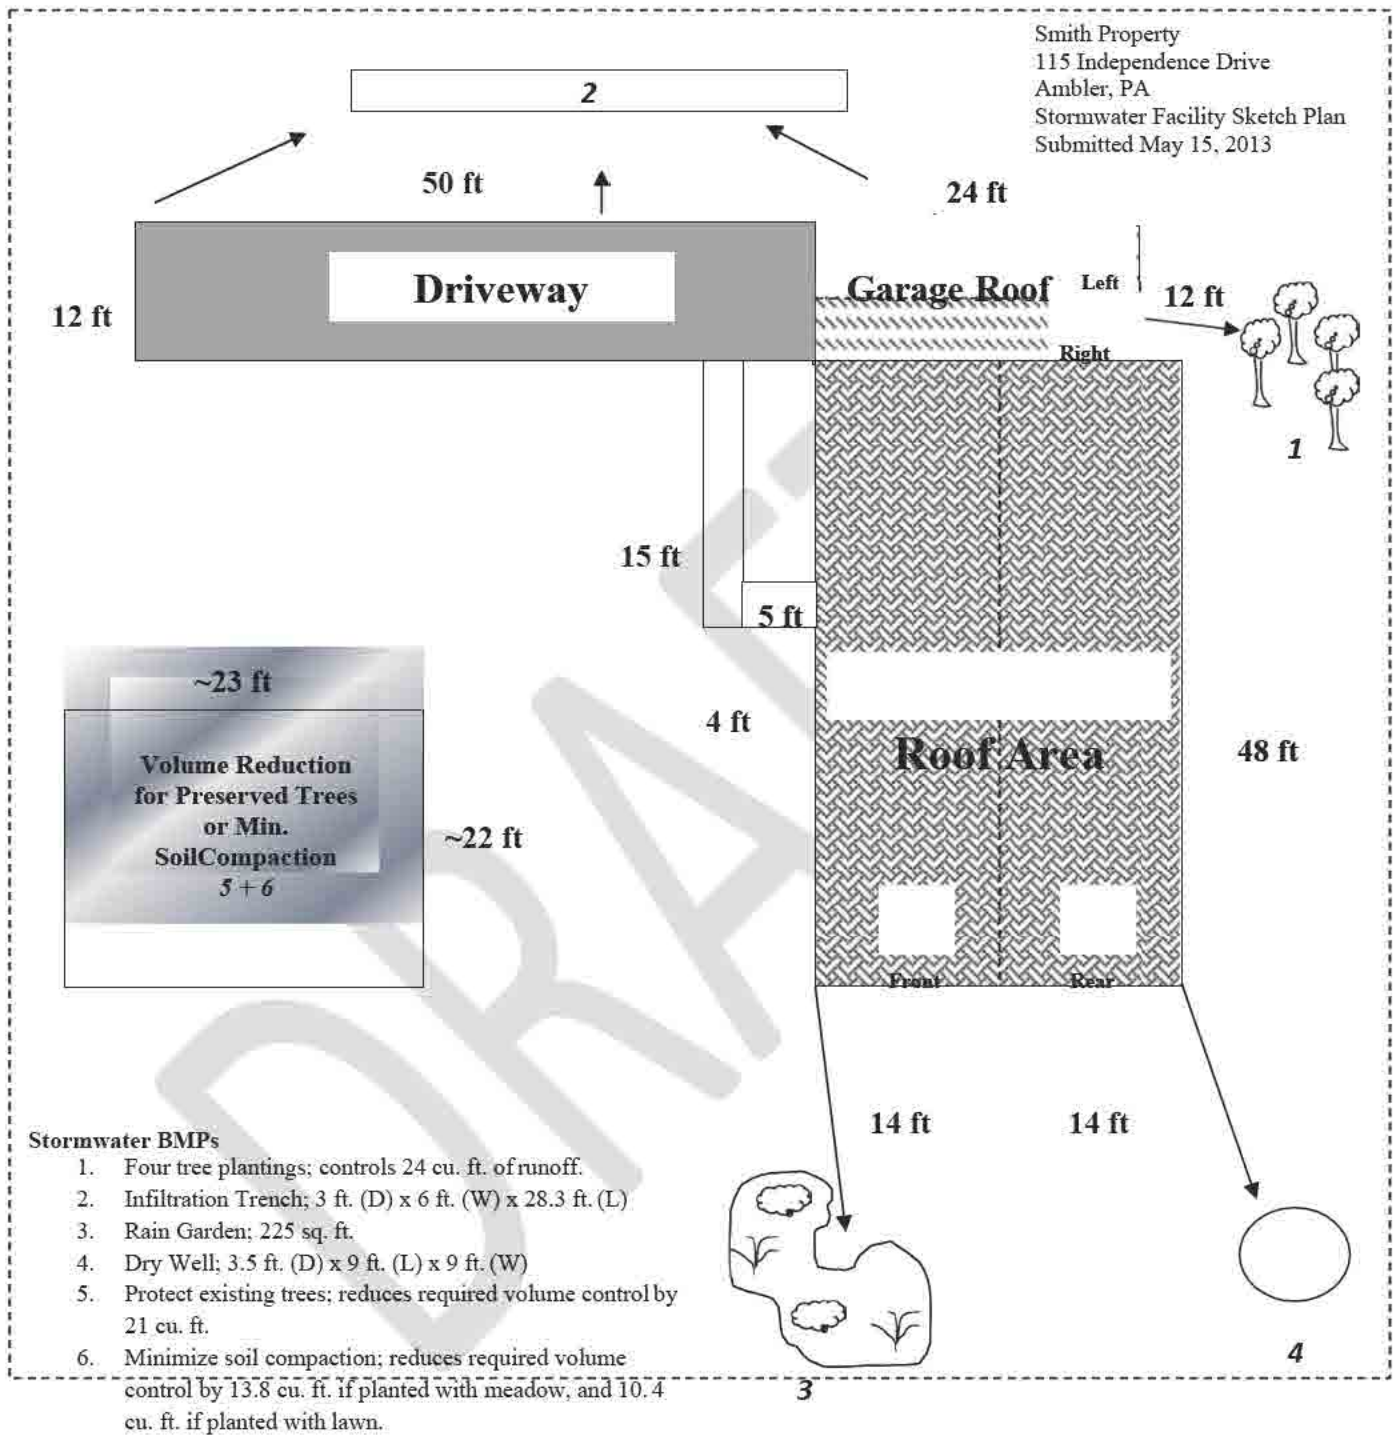 Smith Property
115 Independence Drive
Ambler, PA
Stormwater Facility Sketch Plan
Submitted May 15, 2013
2
50 ft
24 ft
Driveway
Garage Roof
Left
12 ft
12 ft
Right
1
15 ft
5 ft
~23 ft
4 ft
Roof Area
48 ft
Volume Reduction
for Preserved Trees
or Min.
SoilCompaction
5 + 6
~22 ft
Front
Rear
14 ft
14 ft
DRAFT
Stormwater BMPs
1. Four tree plantings; controls 24 cu. ft. of runoff.
2. Infiltration Trench; 3 ft. (D) x 6 ft. (W) x 28.3 ft. (L)
3. Rain Garden; 225 sq. ft.
4. Dry Well; 3.5 ft. (D) x 9 ft. (L) x 9 ft. (W)
5. Protect existing trees; reduces required volume control by
21 cu. ft.
6. Minimize soil compaction; reduces required volume
control by 13.8 cu. ft. if planted with meadow, and 10.4
cu. ft. if planted with lawn.
3
4